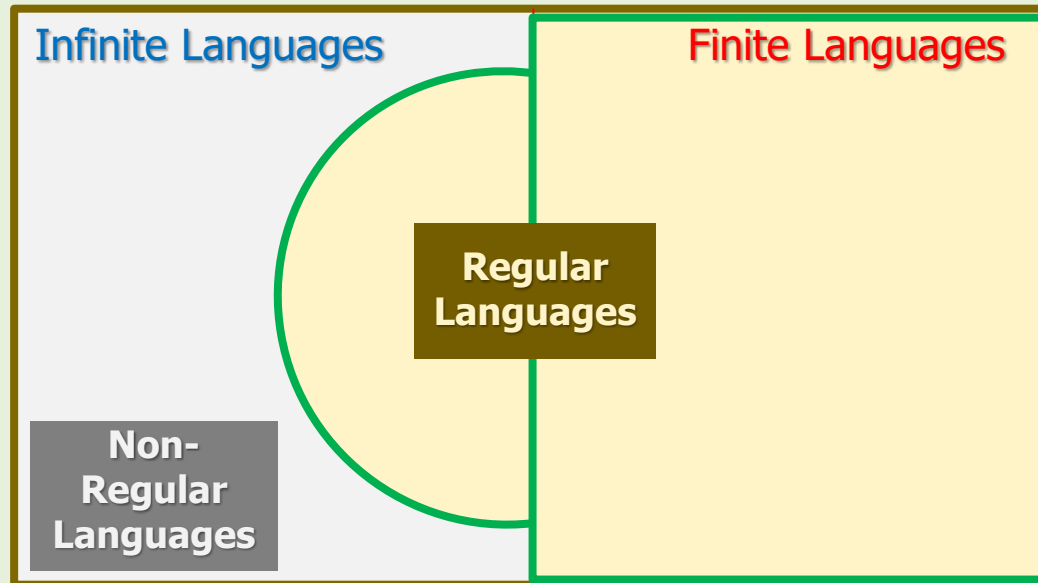 Infinite Languages
Finite Languages
Regular
Languages
Non-
Regular
Languages